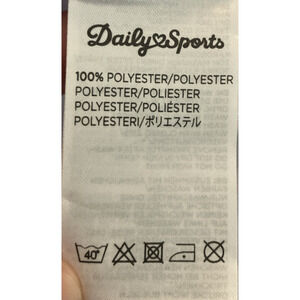 Daily Sports
100% POLYESTER/POLYESTER
POLYESTER/POLIESTER
POLYESTER/POLIÉSTER
POLYESTERI/ポリエステル
40°